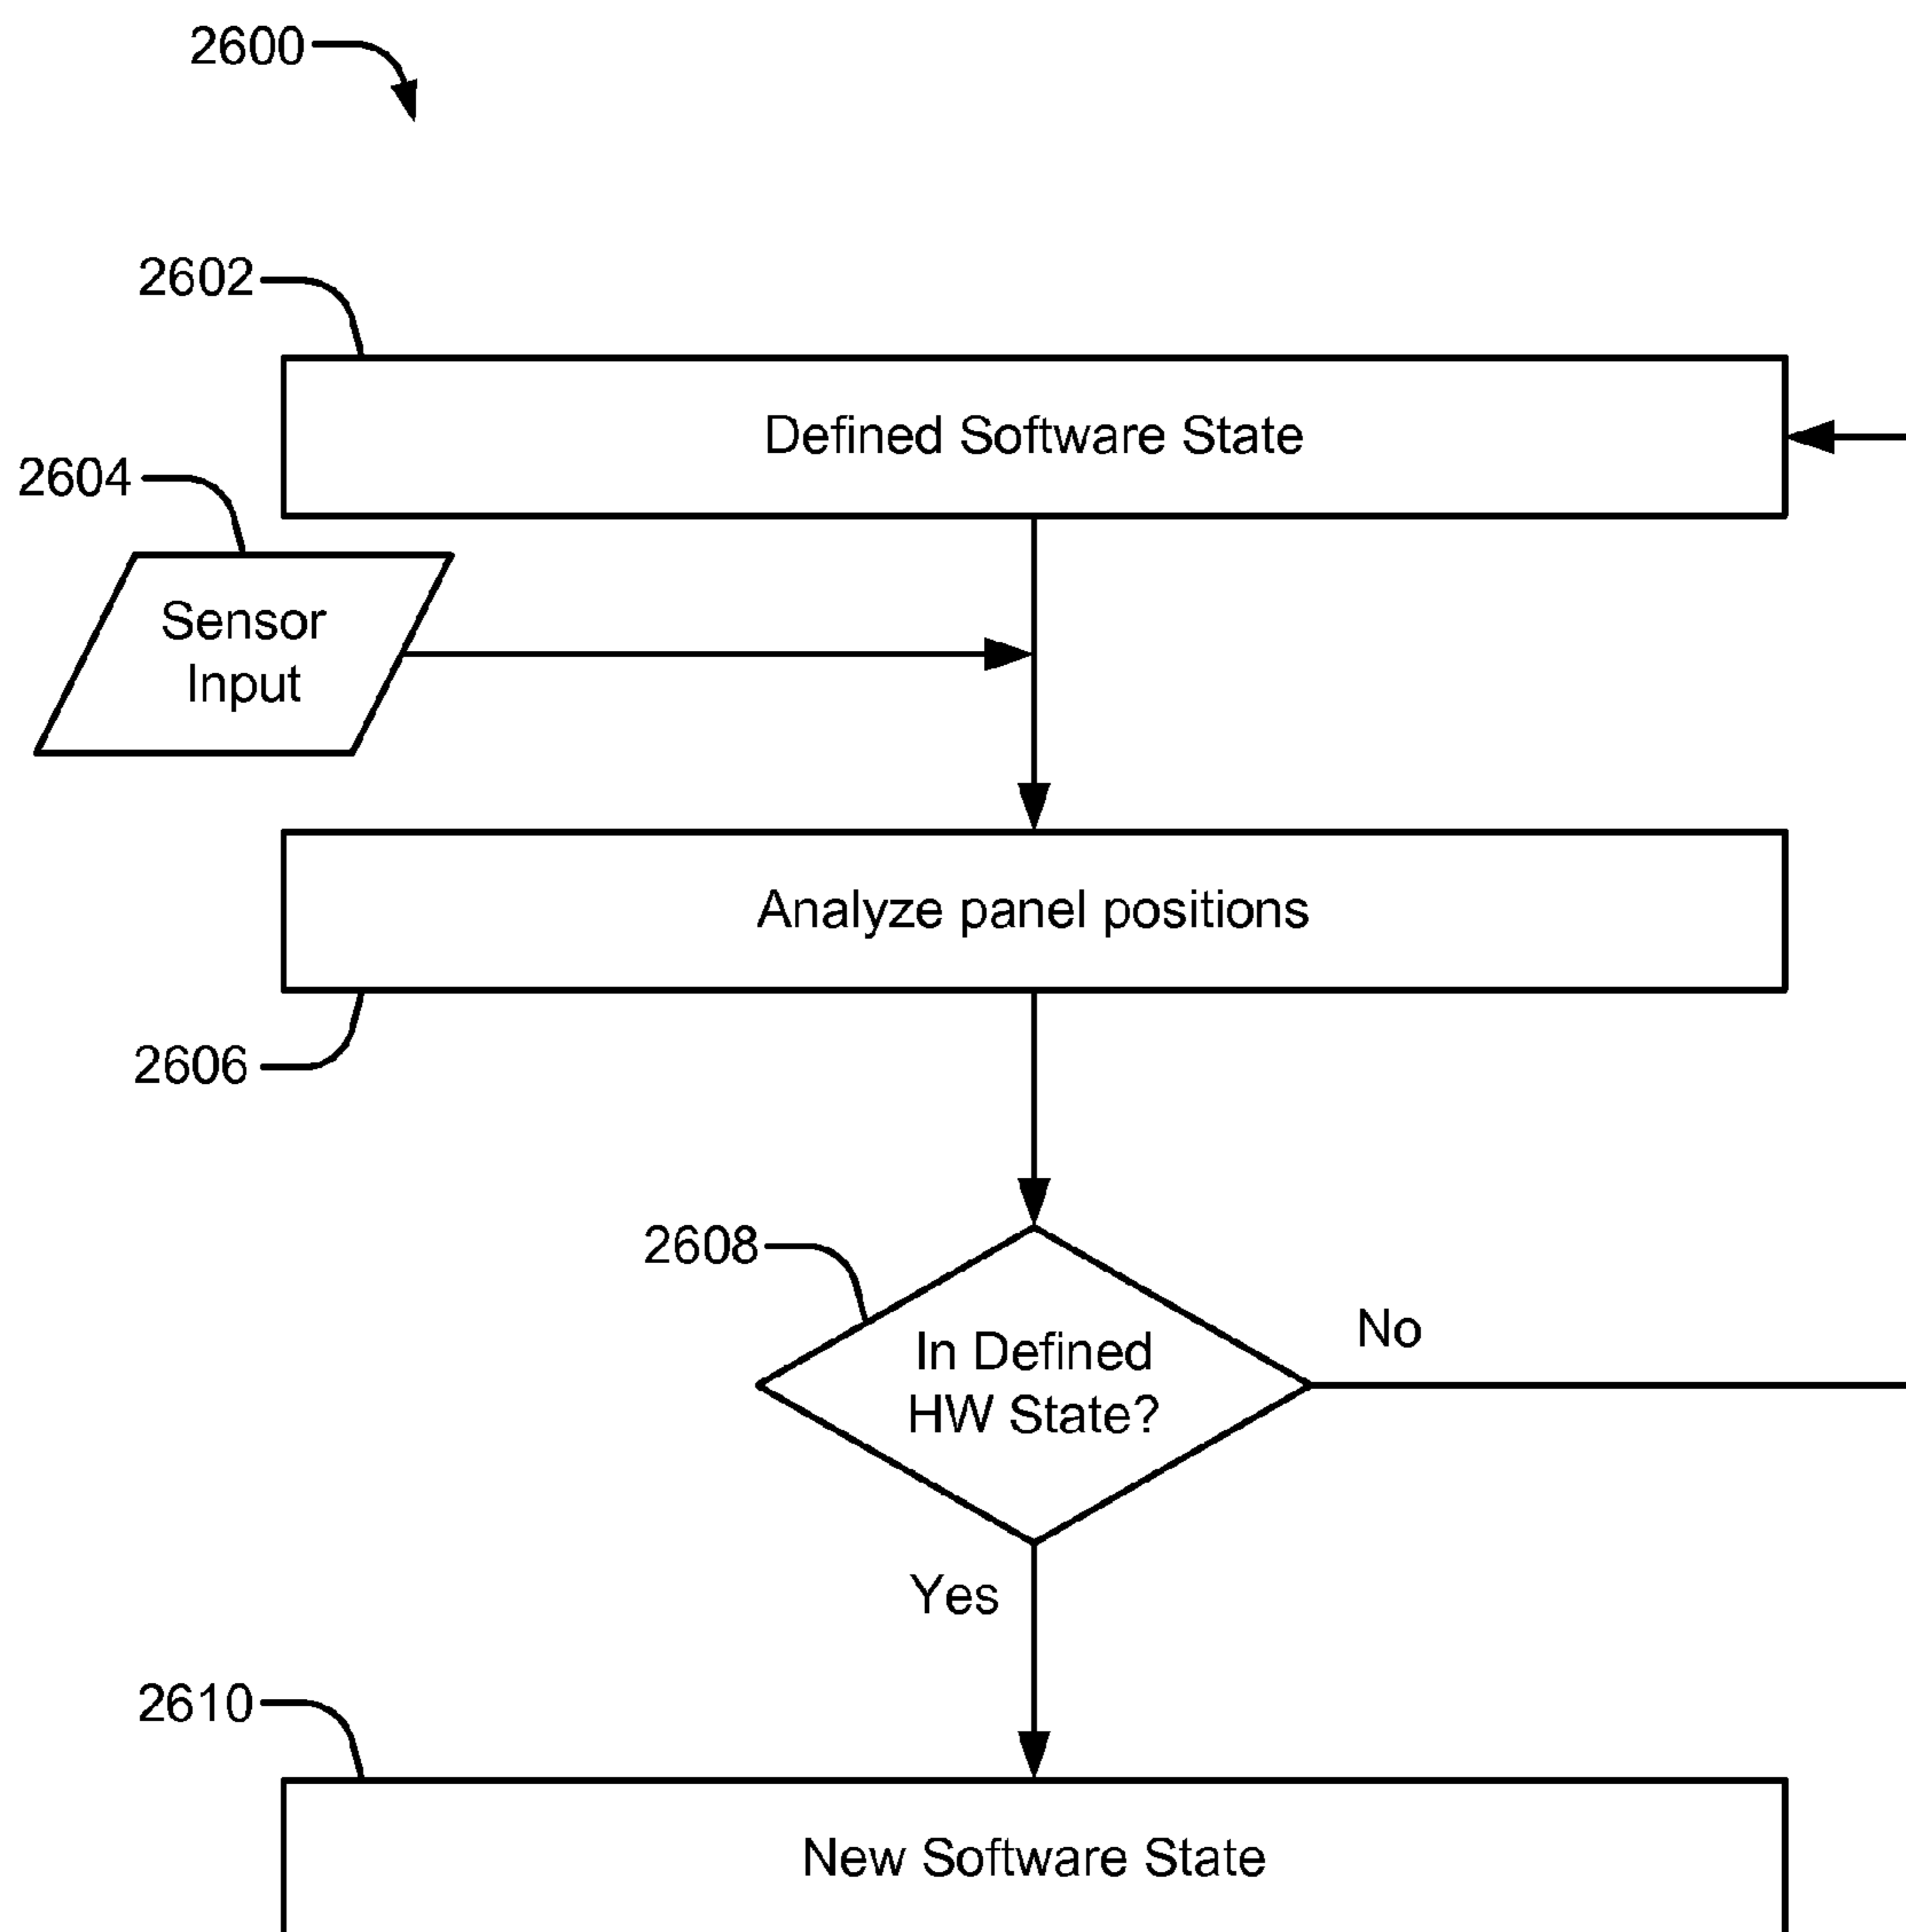 2600
2602
Defined Software State
2604
Sensor
Input
Analyze panel positions
2606
2608
In Defined
HW State?
No
Yes
2610
New Software State